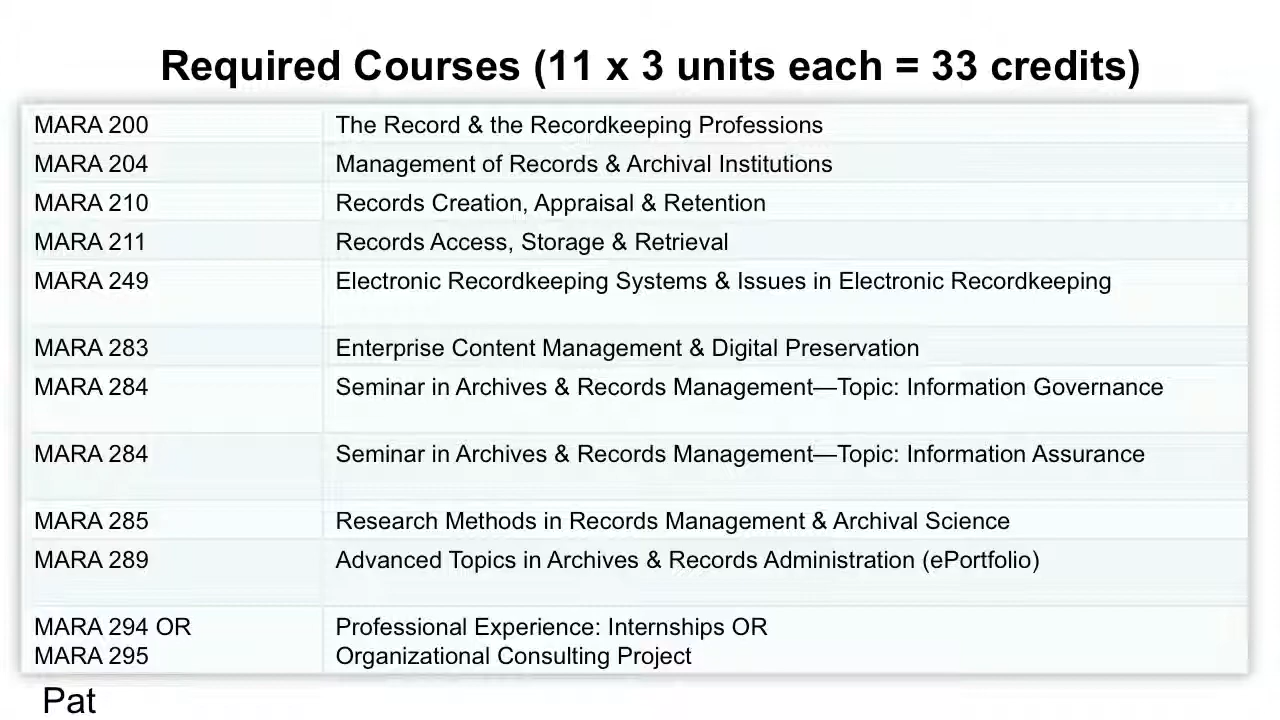 Required Courses (11 x 3 units each = 33 credits)
MARA 200 The Record & the Recordkeeping Professions
MARA 204 Management of Records & Archival Institutions
MARA 210 Records Creation, Appraisal & Retention
MARA 211 Records Access, Storage & Retrieval
MARA 249 Electronic Recordkeeping Systems & Issues in Electronic Recordkeeping
MARA 283 Enterprise Content Management & Digital Preservation
MARA 284 Seminar in Archives & Records Management—Topic: Information Governance
MARA 284 Seminar in Archives & Records Management—Topic: Information Assurance
MARA 285 Research Methods in Records Management & Archival Science
MARA 289 Advanced Topics in Archives & Records Administration (ePortfolio)
MARA 294 OR Professional Experience: Internships OR
MARA 295 Organizational Consulting Project
Pat